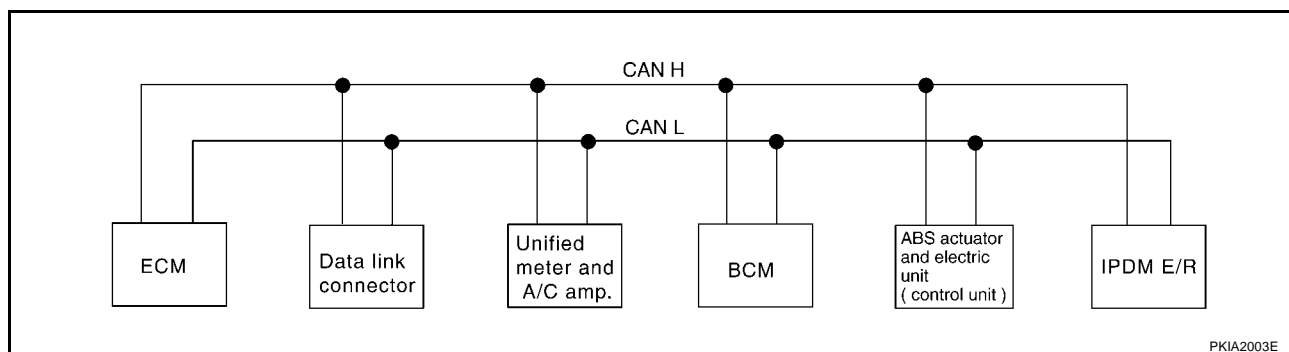 CAN H
CAN L
ECM
Data link
connector
Unified
meter and
A/C amp.
BCM
ABS actuator
and electric
unit
( control unit )
IPDM E/R
PKIA2003E